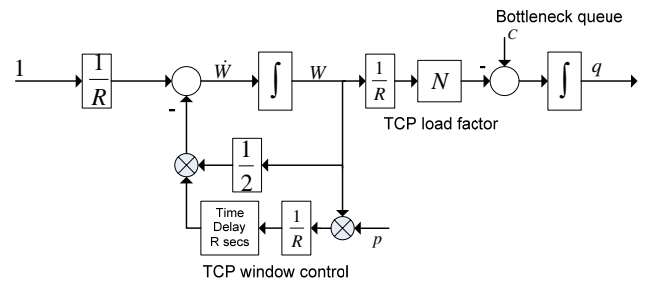 Bottleneck queue
C
1
1
R
Ẇ
∫
W
1
R
N
-
∫
q
TCP load factor
-
1
2
Time
Delay
R secs
1
R
p
TCP window control